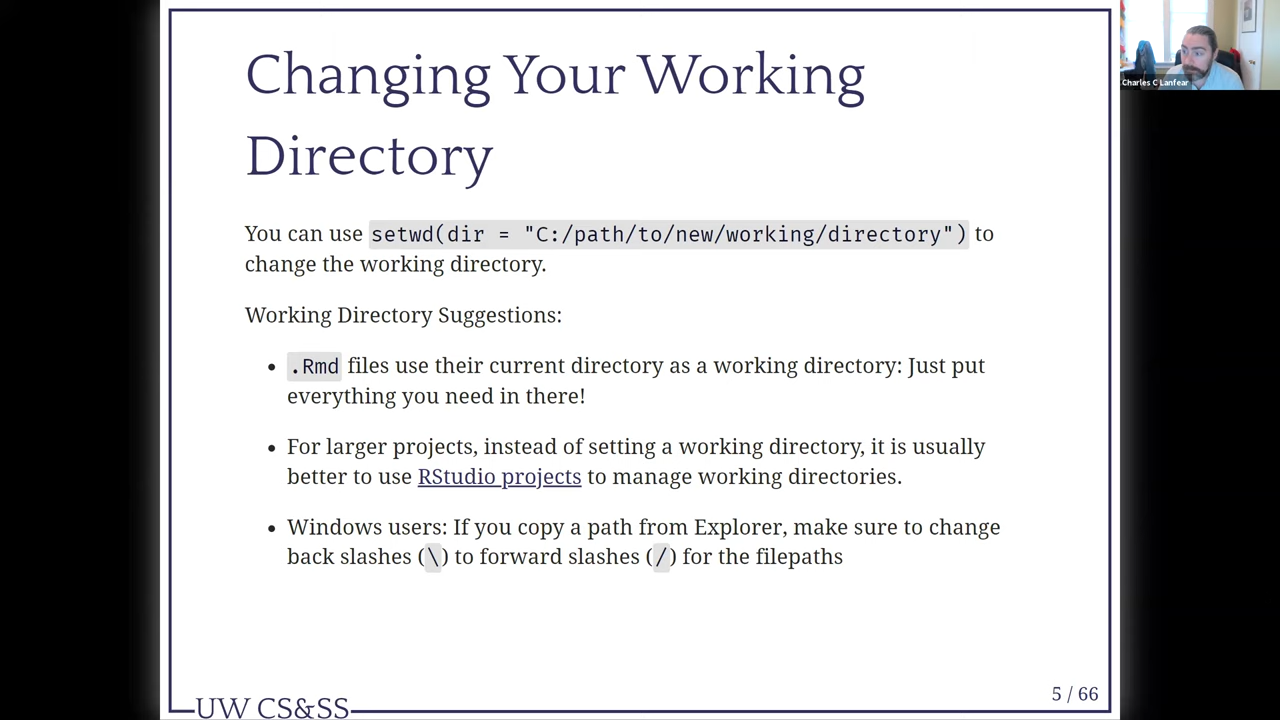 Changing Your Working
Directory
You can use setwd(dir = "C:/path/to/new/working/directory") to
change the working directory.
Working Directory Suggestions:
• .Rmd files use their current directory as a working directory: Just put
everything you need in there!
• For larger projects, instead of setting a working directory, it is usually
better to use RStudio projects to manage working directories.
• Windows users: If you copy a path from Explorer, make sure to change
back slashes (\) to forward slashes (/) for the filepaths
UW CS&SS
5 / 66
Charles C Lanfear